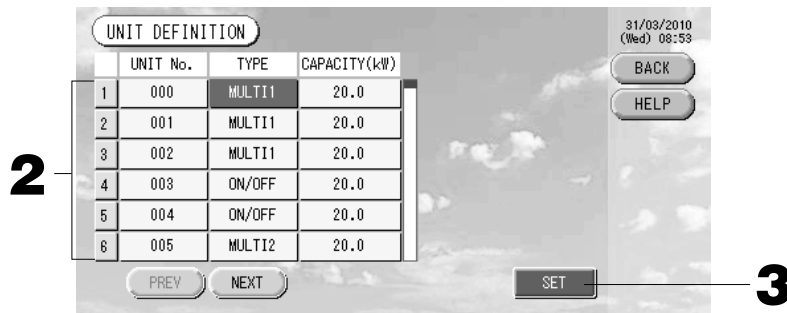 UNIT DEFINITION
31/03/2010
(Wed) 08:53
BACK
HELP
UNIT No. TYPE CAPACITY(kW)
1 000 MULTI1 20.0
2 001 MULTI1 20.0
3 002 MULTI1 20.0
4 003 ON/OFF 20.0
5 004 ON/OFF 20.0
6 005 MULTI2 20.0
2
PREV NEXT SET
3